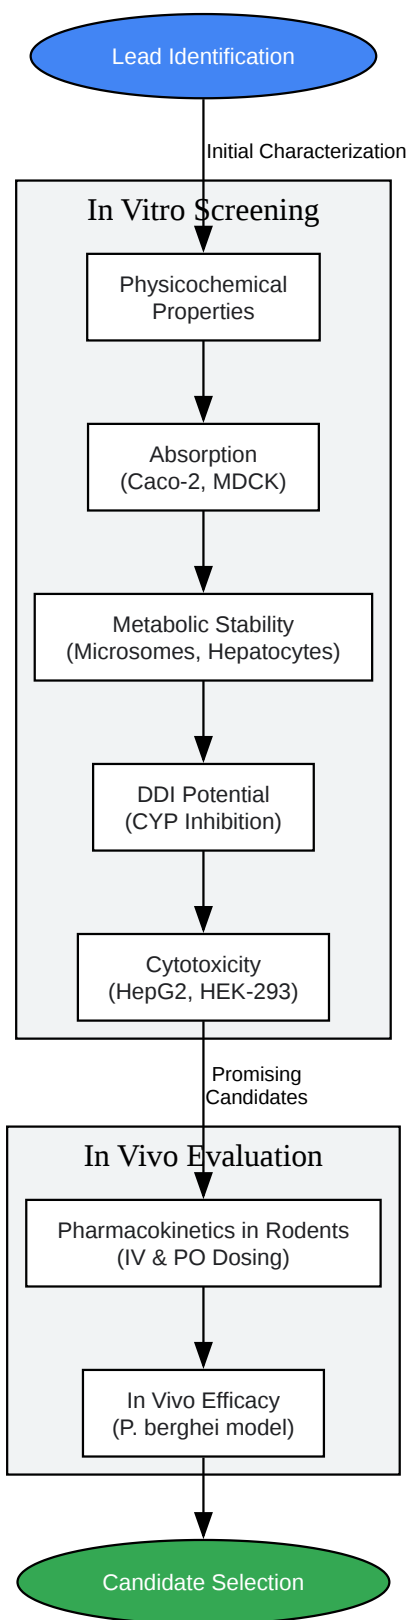 Lead Identification
Initial Characterization
In Vitro Screening
Physicochemical
Properties
Absorption
(Caco-2, MDCK)
Metabolic Stability
(Microsomes, Hepatocytes)
DDI Potential
(CYP Inhibition)
Cytotoxicity
(HepG2, HEK-293)
Promising
Candidates
In Vivo Evaluation
Pharmacokinetics in Rodents
(IV & PO Dosing)
In Vivo Efficacy
(P. berghei model)
Candidate Selection